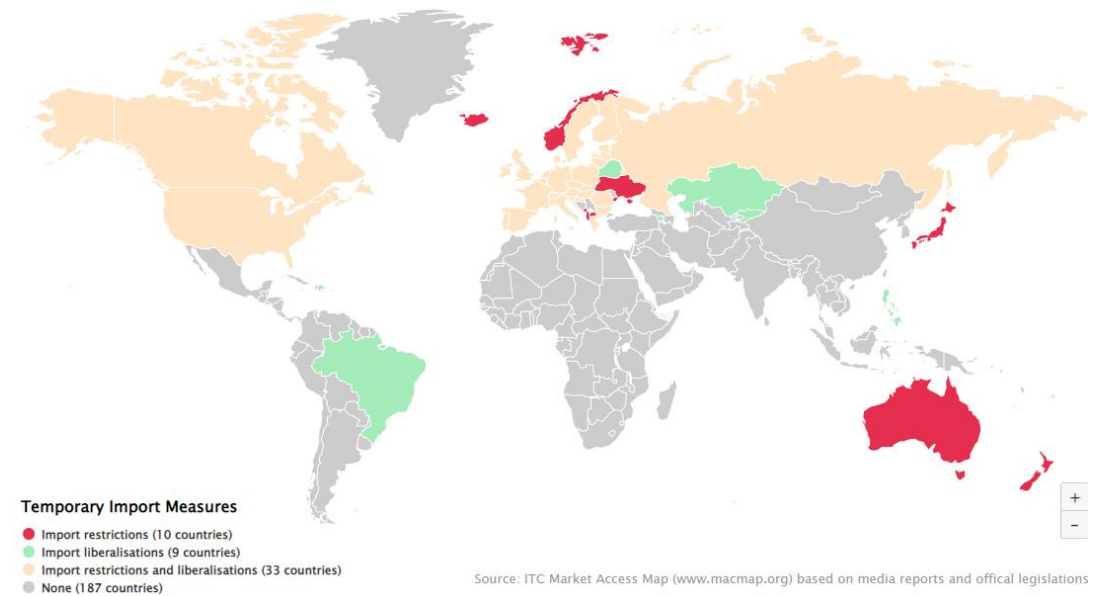 Temporary Import Measures
Import restrictions (10 countries)
Import liberalisations (9 countries)
Import restrictions and liberalisations (33 countries)
None (187 countries)
+
−
Source: ITC Market Access Map (www.macmap.org) based on media reports and offical legislations